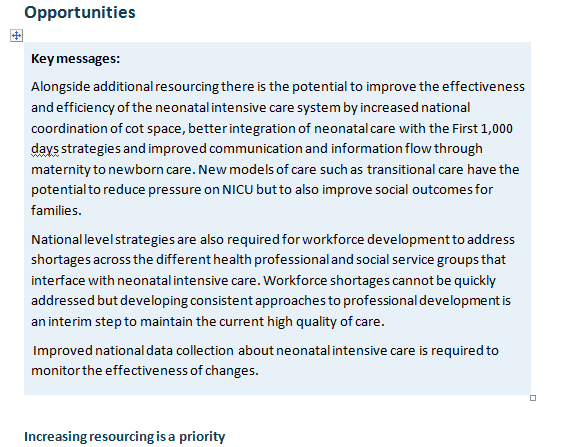 Opportunities
Key messages:
Alongside additional resourcing there is the potential to improve the effectiveness
and efficiency of the neonatal intensive care system by increased national
coordination of cot space, better integration of neonatal care with the First 1,000
days strategies and improved communication and information flow through
maternity to newborn care. New models of care such as transitional care have the
potential to reduce pressure on NICU but to also improve social outcomes for
families.
National level strategies are also required for workforce development to address
shortages across the different health professional and social service groups that
interface with neonatal intensive care. Workforce shortages cannot be quickly
addressed but developing consistent approaches to professional development is
an interim step to maintain the current high quality of care.
Improved national data collection about neonatal intensive care is required to
monitor the effectiveness of changes.
Increasing resourcing is a priority